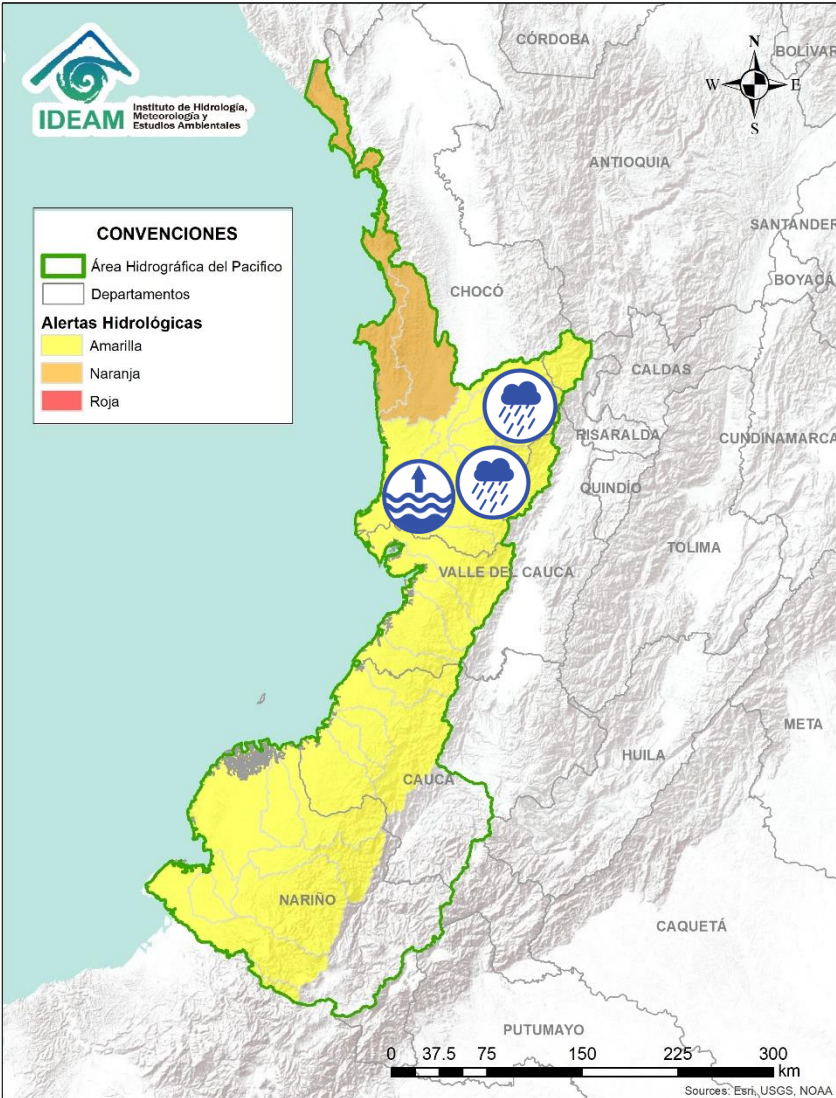 IDEAM
Instituto de Hidrología,
Meteorología y
Estudios Ambientales
CÓRDOBA
BOLÍVAR
N
W
E
S
ANTIOQUIA
SANTANDER
BOYACÁ
CONVENCIONES
Área Hidrográfica del Pacifico
Departamentos
Alertas Hidrológicas
Amarilla
Naranja
Roja
CHOCÓ
CALDAS
RISARALDA
CUNDINAMARCA
QUINDÍO
TOLIMA
VALLE DEL CAUCA
META
HUILA
CAUCA
NARIÑO
CAQUETÁ
PUTUMAYO
0 37.5 75 150 225 300
km
Sources: Esri, USGS, NOAA